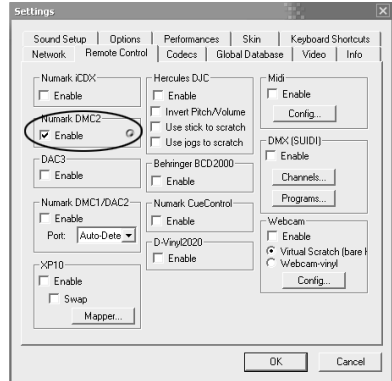 Settings
Sound Setup Options Performances Skin Keyboard Shortcuts
Network Remote Control Codecs Global Database Video Info
Numark iCDX
Enable
Numark DMC2
Enable
DAC3
Enable
Numark DMC1/DAC2
Enable
Port: Auto-Dete
XP10
Enable
Swap
Mapper...
Hercules DJC
Enable
Invert Pitch/Volume
Use stick to scratch
Use jogs to scratch
Behringer BCD2000
Enable
Numark CueControl
Enable
D-Vinyl2020
Enable
Midi
Enable
Config...
DMX (SUIDI)
Enable
Channels...
Programs...
Webcam
Enable
Virtual Scratch (bare h
Webcam-vinyl
Config...
OK Cancel